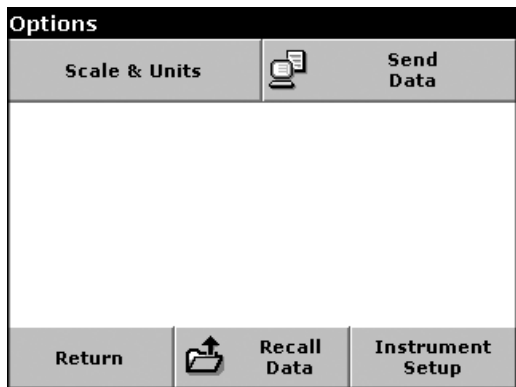 Options
Scale & Units
Send
Data
Return
Recall
Data
Instrument
Setup